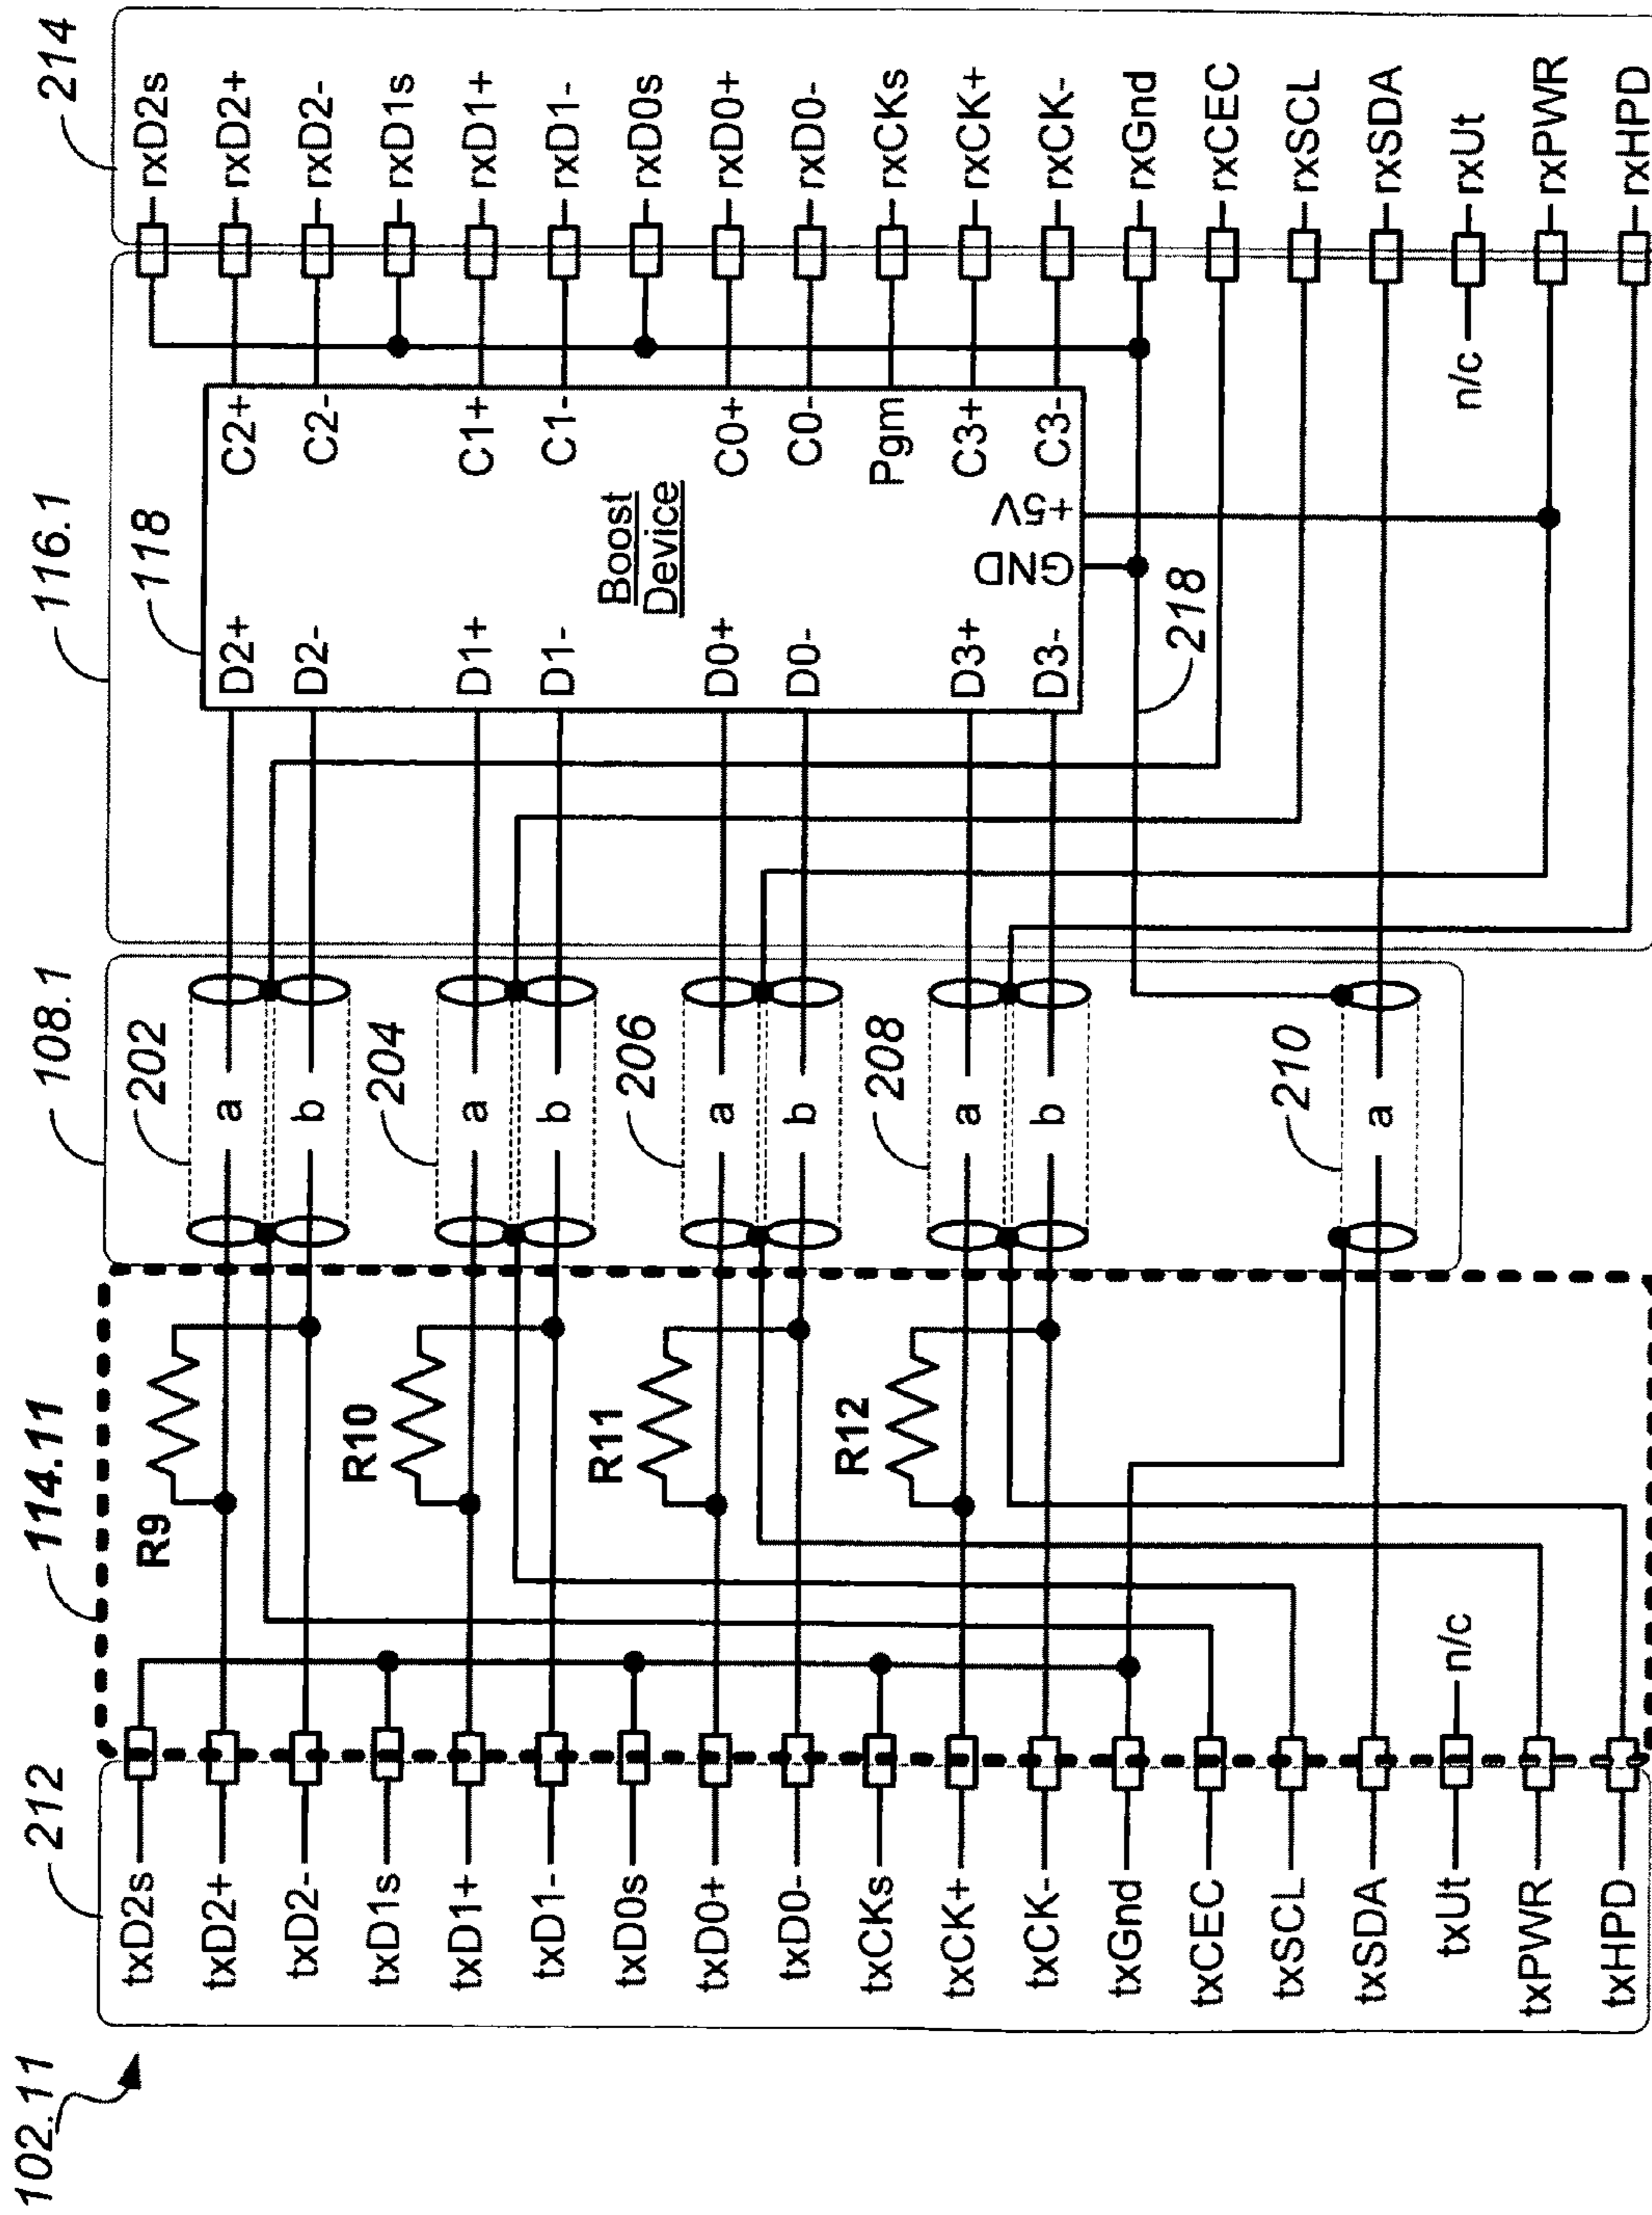 102.11
212
114.11
108.1
116.1
214
txD2s
txD2+
txD2-
txD1s
txD1+
txD1-
txD0s
txD0+
txD0-
txCKs
txCK+
txCK-
txGnd
txCEC
txSCL
txSDA
txUt
txPWR
txHPD
n/c
R9
R10
R11
R12
202
a
b
204
a
b
206
a
b
208
a
b
210
a
118
D2+
D2-
D1+
D1-
D0+
D0-
D3+
D3-
Boost
Device
GND
+5V
C2+
C2-
C1+
C1-
C0+
C0-
Pgm
C3+
C3-
218
n/c
rxD2s
rxD2+
rxD2-
rxD1s
rxD1+
rxD1-
rxD0s
rxD0+
rxD0-
rxCKs
rxCK+
rxCK-
rxGnd
rxCEC
rxSCL
rxSDA
rxUt
rxPWR
rxHPD